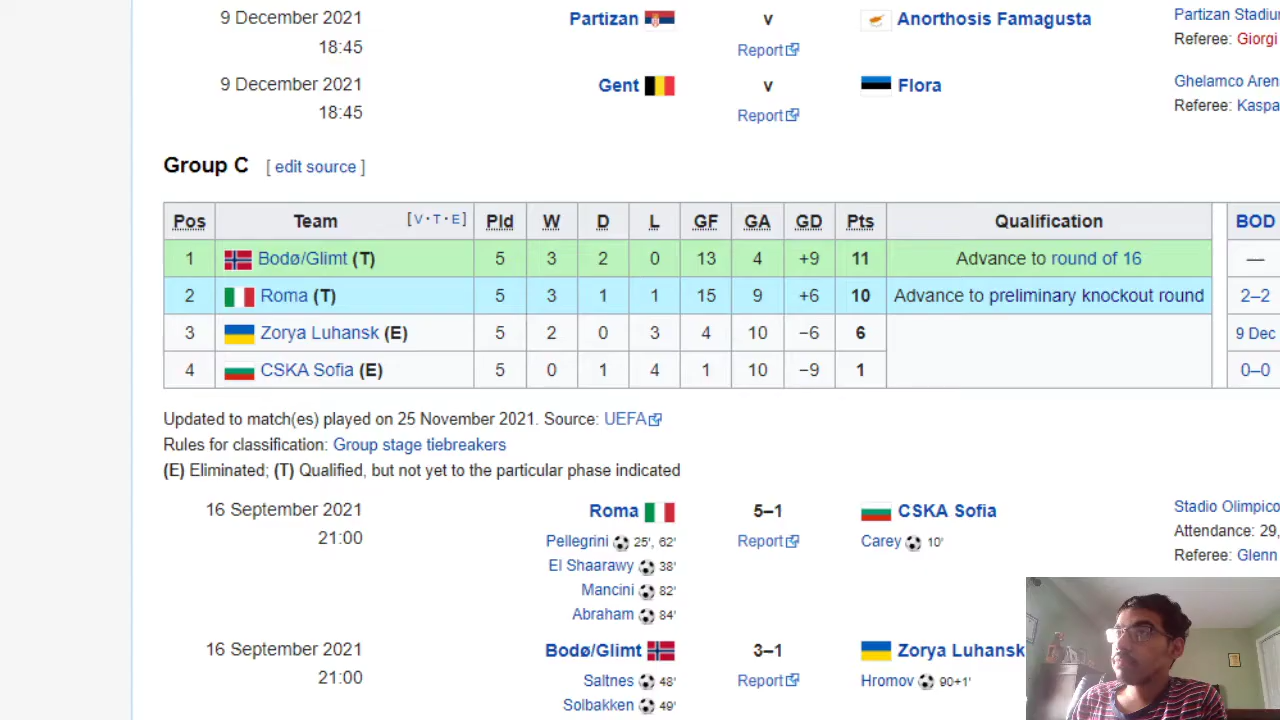 9 December 2021 Partizan v Anorthosis Famagusta Partizan Stadiu
18:45 Report Referee: Giorgi
9 December 2021 Gent v Flora Ghelamco Aren
18:45 Report Referee: Kaspa
Group C [ edit source ]
Pos Team [V·T·E] Pld W D L GF GA GD Pts Qualification BOD
1 Bodø/Glimt (T) 5 3 2 0 13 4 +9 11 Advance to round of 16 —
2 Roma (T) 5 3 1 1 15 9 +6 10 Advance to preliminary knockout round 2–2
3 Zorya Luhansk (E) 5 2 0 3 4 10 −6 6 9 Dec
4 CSKA Sofia (E) 5 0 1 4 1 10 −9 1 0–0
Updated to match(es) played on 25 November 2021. Source: UEFA
Rules for classification: Group stage tiebreakers
(E) Eliminated; (T) Qualified, but not yet to the particular phase indicated
16 September 2021 Roma 5–1 CSKA Sofia Stadio Olimpico
21:00 Pellegrini 25', 62' Report Carey 10' Attendance: 29,
El Shaarawy 38' Referee: Glenn
Mancini 82'
Abraham 84'
16 September 2021 Bodø/Glimt 3–1 Zorya Luhansk
21:00 Saltnes 48' Report Hromov 90+1'
Solbakken 49'